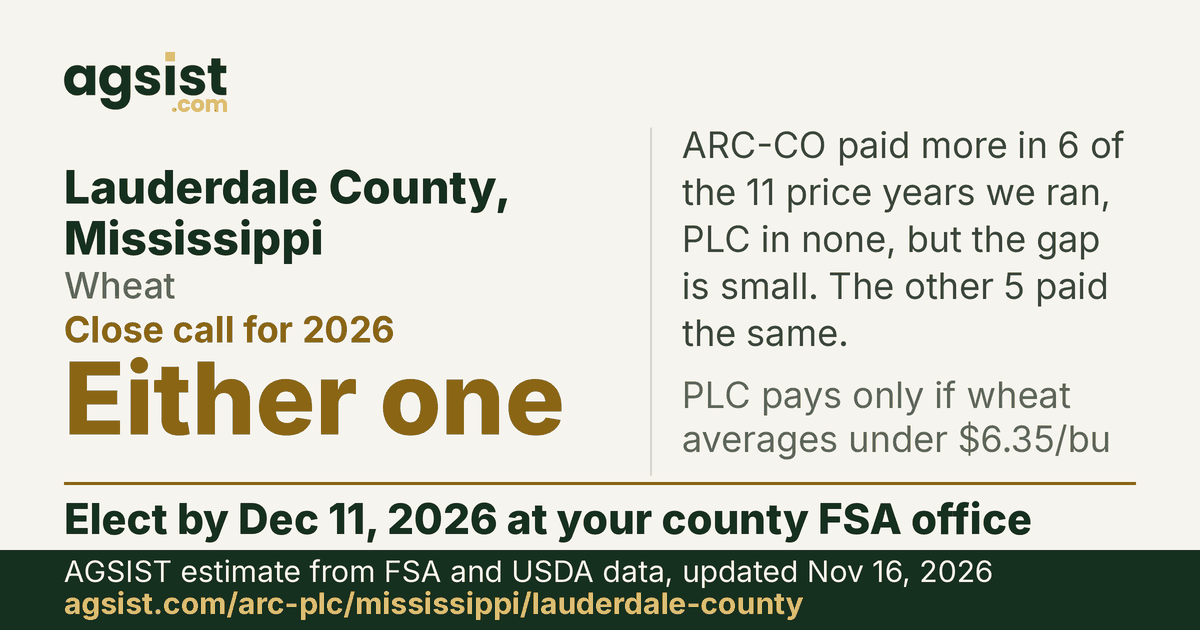 agsist
.com
Lauderdale County,
Mississippi
Wheat
Close call for 2026
Either one
ARC-CO paid more in 6 of
the 11 price years we ran,
PLC in none, but the gap
is small. The other 5 paid
the same.
PLC pays only if wheat
averages under $6.35/bu
Elect by Dec 11, 2026 at your county FSA office
AGSIST estimate from FSA and USDA data, updated Nov 16, 2026
agsist.com/arc-plc/mississippi/lauderdale-county